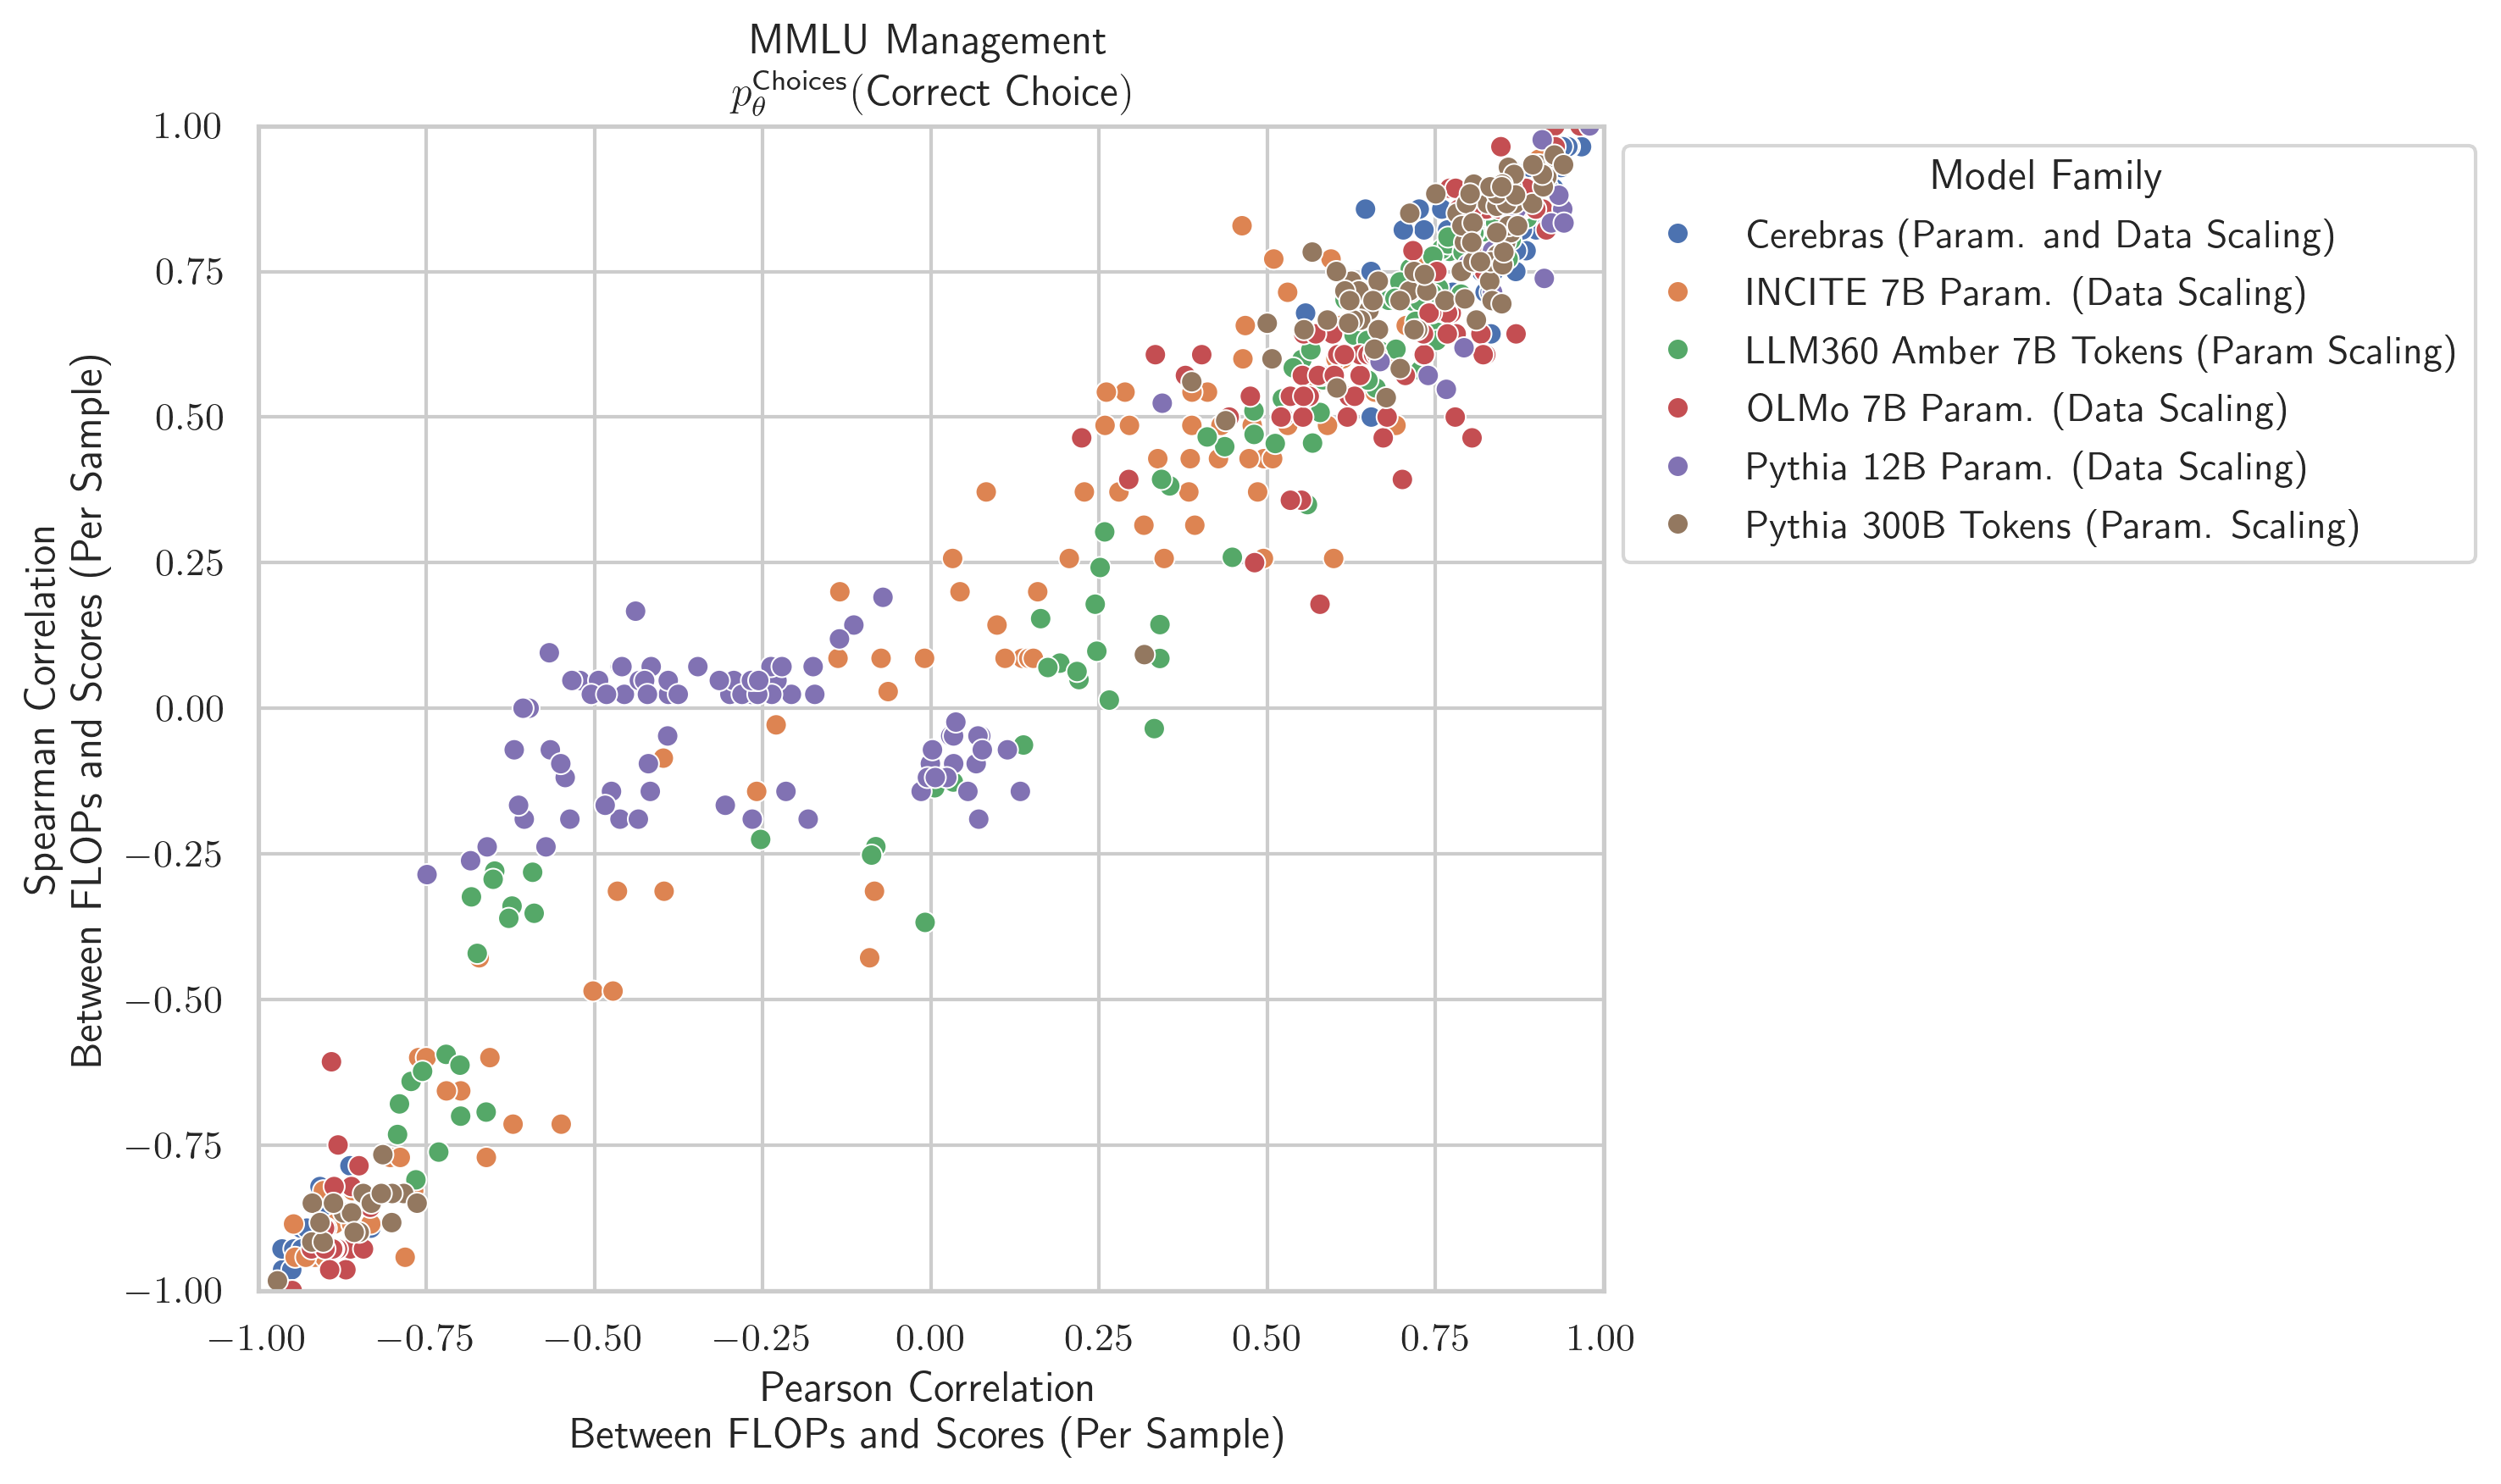 MMLU Management
p_θ^Choices(Correct Choice)
1.00
0.75
0.50
0.25
0.00
−0.25
−0.50
−0.75
−1.00
Spearman Correlation
Between FLOPs and Scores (Per Sample)
−1.00 −0.75 −0.50 −0.25 0.00 0.25 0.50 0.75 1.00
Pearson Correlation
Between FLOPs and Scores (Per Sample)
Model Family
Cerebras (Param. and Data Scaling)
INCITE 7B Param. (Data Scaling)
LLM360 Amber 7B Tokens (Param Scaling)
OLMo 7B Param. (Data Scaling)
Pythia 12B Param. (Data Scaling)
Pythia 300B Tokens (Param. Scaling)